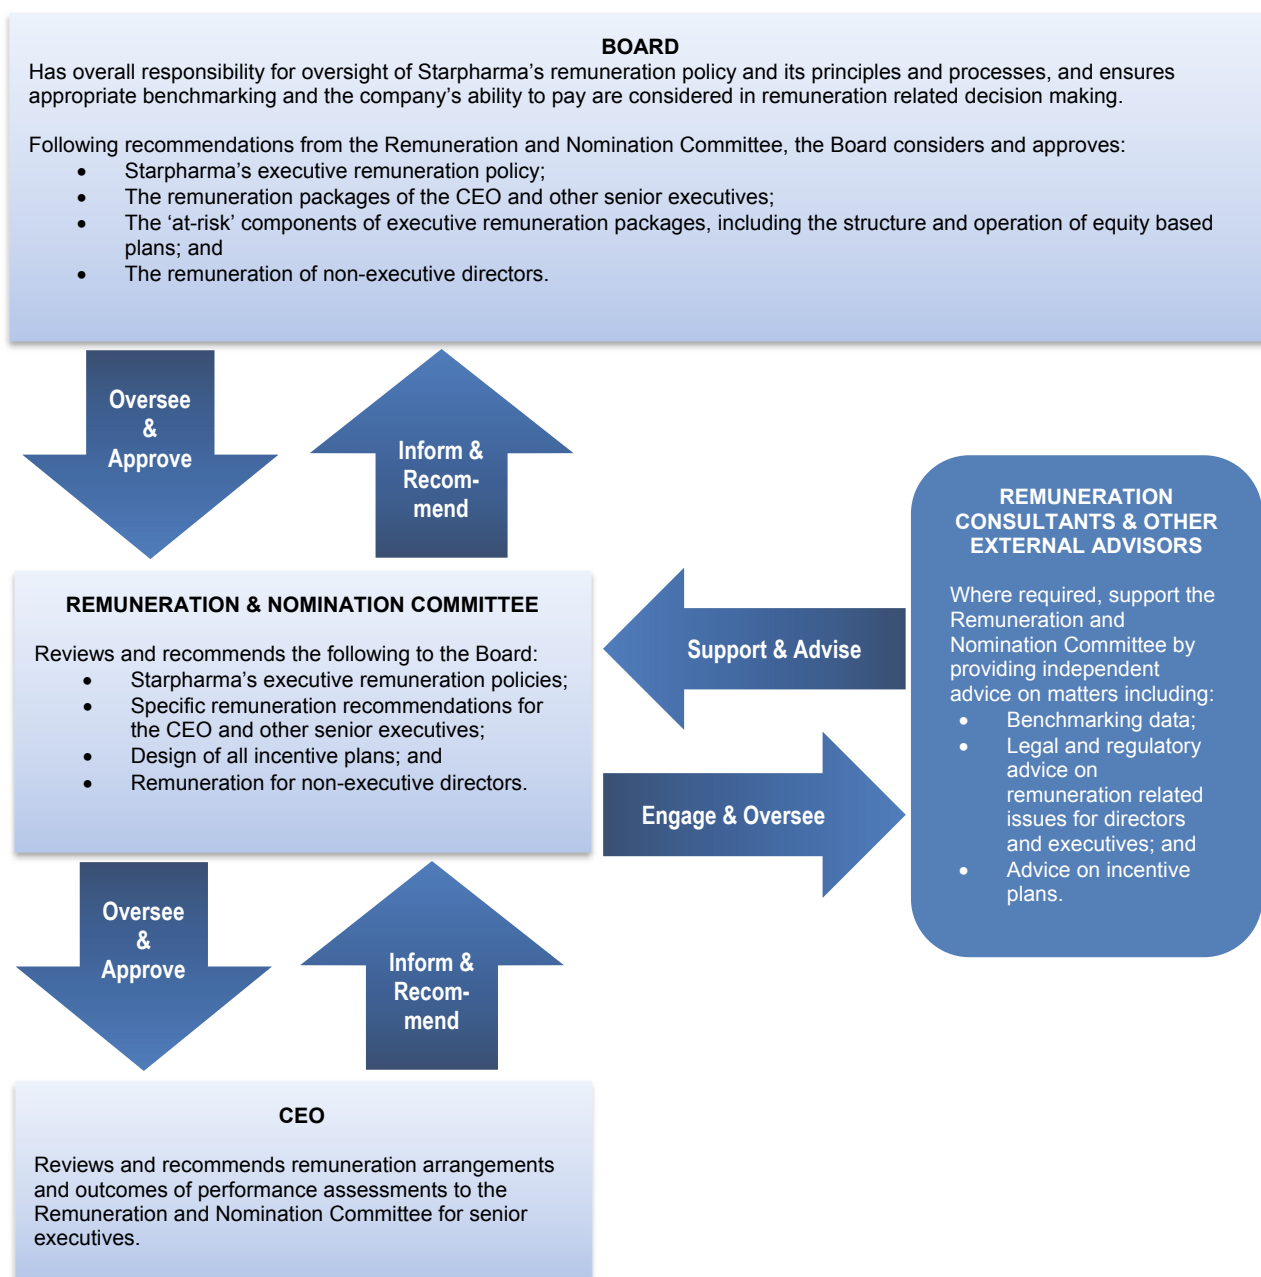 BOARD
Has overall responsibility for oversight of Starpharma’s remuneration policy and its principles and processes, and ensures
appropriate benchmarking and the company’s ability to pay are considered in remuneration related decision making.
Following recommendations from the Remuneration and Nomination Committee, the Board considers and approves:
• Starpharma’s executive remuneration policy;
• The remuneration packages of the CEO and other senior executives;
• The ‘at-risk’ components of executive remuneration packages, including the structure and operation of equity based
plans; and
• The remuneration of non-executive directors.
Oversee
&
Approve
Inform &
Recom-
mend
REMUNERATION & NOMINATION COMMITTEE
Reviews and recommends the following to the Board:
• Starpharma’s executive remuneration policies;
• Specific remuneration recommendations for
the CEO and other senior executives;
• Design of all incentive plans; and
• Remuneration for non-executive directors.
Support & Advise
Engage & Oversee
REMUNERATION
CONSULTANTS & OTHER
EXTERNAL ADVISORS
Where required, support the
Remuneration and
Nomination Committee by
providing independent
advice on matters including:
• Benchmarking data;
• Legal and regulatory
advice on
remuneration related
issues for directors
and executives; and
• Advice on incentive
plans.
Oversee
&
Approve
Inform &
Recom-
mend
CEO
Reviews and recommends remuneration arrangements
and outcomes of performance assessments to the
Remuneration and Nomination Committee for senior
executives.